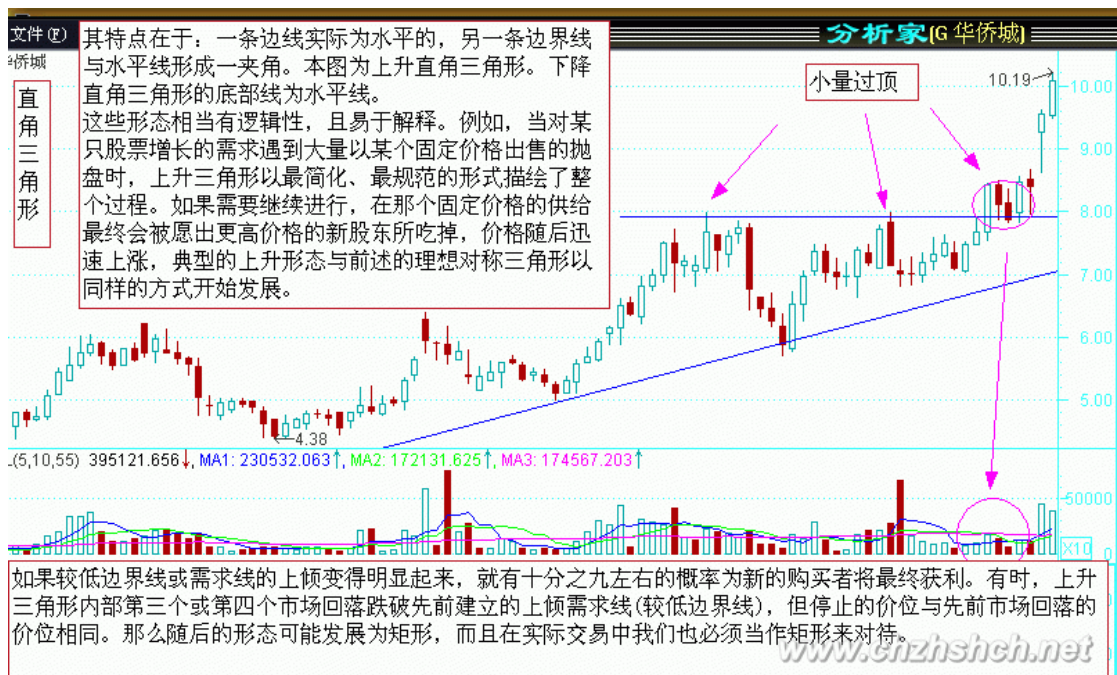 文件(F)
分析家(G 华侨城)
华侨城
直角三角形
其特点在于：一条边线实际为水平的，另一条边界线
与水平线形成一夹角。本图为上升直角三角形。下降
直角三角形的底部线为水平线。
这些形态相当有逻辑性，且易于解释。例如，当对某
只股票增长的需求遇到大量以某个固定价格出售的抛
盘时，上升三角形以最简化、最规范的形式描绘了整
个过程。如果需要继续进行，在那个固定价格的供给
最终会被愿出更高价格的新股东所吃掉，价格随后迅
速上涨，典型的上升形态与前述的理想对称三角形以
同样的方式开始发展。
小量过顶
10.19
10.00
9.00
8.00
7.00
6.00
5.00
4.38
L(5,10,55) 395121.656↓, MA1: 230532.063↑, MA2: 172131.625↑, MA3: 174567.203↑
50000
X10
0
如果较低边界线或需求线的上倾变得明显起来，就有十分之九左右的概率为新的购买者将最终获利。有时，上升
三角形内部第三个或第四个市场回落跌破先前建立的上倾需求线(较低边界线)，但停止的价位与先前市场回落的
价位相同。那么随后的形态可能发展为矩形，而且在实际交易中我们也必须当作矩形来对待。
www.cnzhshch.net